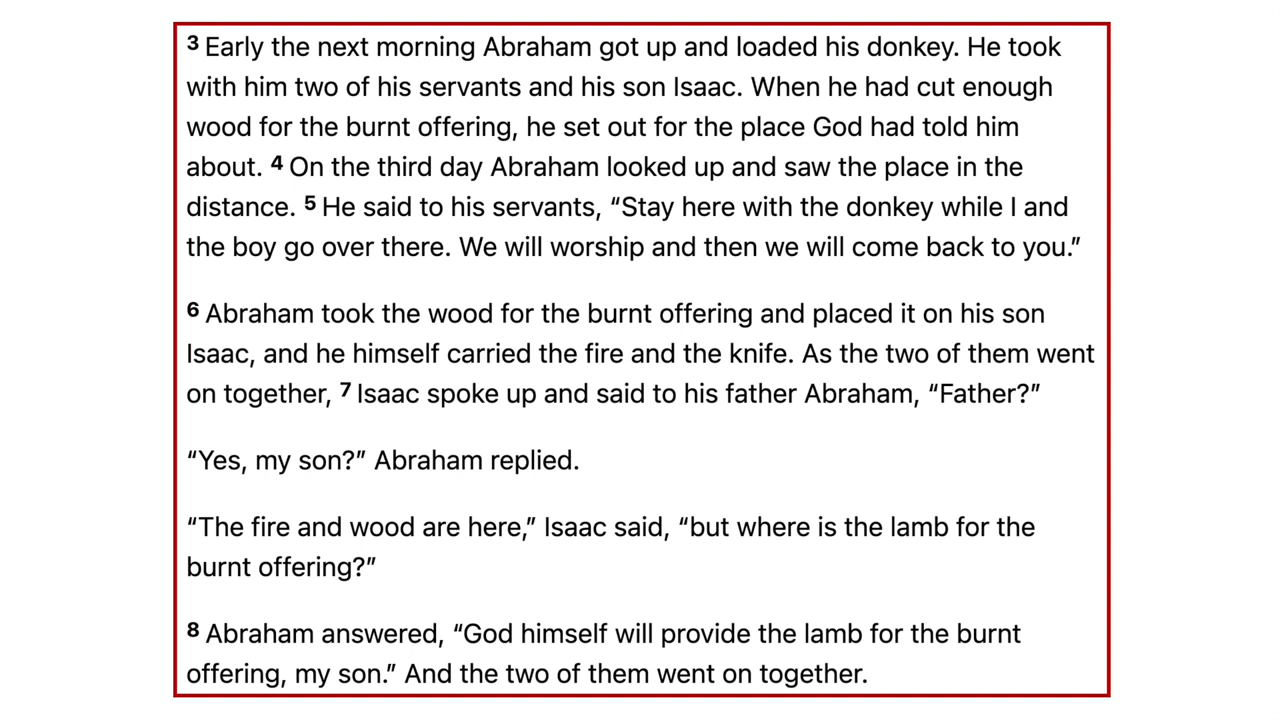 3 Early the next morning Abraham got up and loaded his donkey. He took
with him two of his servants and his son Isaac. When he had cut enough
wood for the burnt offering, he set out for the place God had told him
about. 4 On the third day Abraham looked up and saw the place in the
distance. 5 He said to his servants, “Stay here with the donkey while I and
the boy go over there. We will worship and then we will come back to you.”
6 Abraham took the wood for the burnt offering and placed it on his son
Isaac, and he himself carried the fire and the knife. As the two of them went
on together, 7 Isaac spoke up and said to his father Abraham, “Father?”
“Yes, my son?” Abraham replied.
“The fire and wood are here,” Isaac said, “but where is the lamb for the
burnt offering?”
8 Abraham answered, “God himself will provide the lamb for the burnt
offering, my son.” And the two of them went on together.